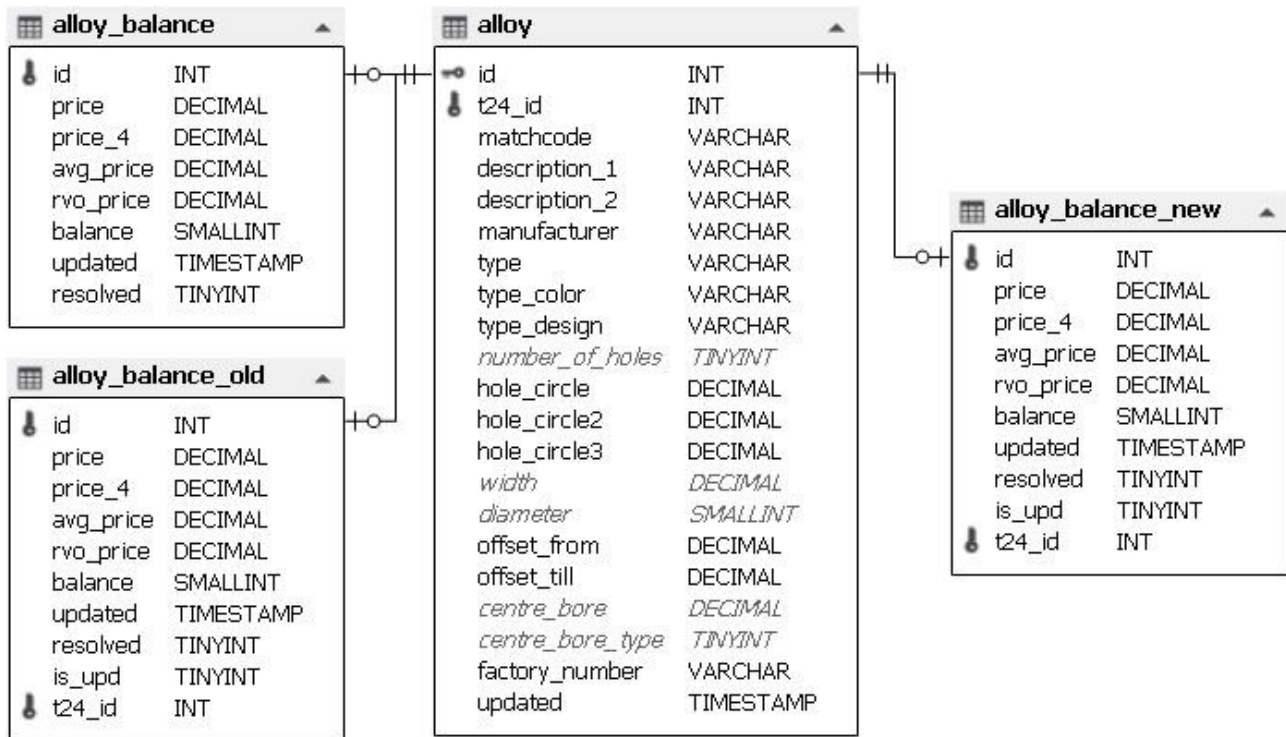 alloy_balance
id INT
price DECIMAL
price_4 DECIMAL
avg_price DECIMAL
rvo_price DECIMAL
balance SMALLINT
updated TIMESTAMP
resolved TINYINT
alloy_balance_old
id INT
price DECIMAL
price_4 DECIMAL
avg_price DECIMAL
rvo_price DECIMAL
balance SMALLINT
updated TIMESTAMP
resolved TINYINT
is_upd TINYINT
t24_id INT
alloy
id INT
t24_id INT
matchcode VARCHAR
description_1 VARCHAR
description_2 VARCHAR
manufacturer VARCHAR
type VARCHAR
type_color VARCHAR
type_design VARCHAR
number_of_holes TINYINT
hole_circle DECIMAL
hole_circle2 DECIMAL
hole_circle3 DECIMAL
width DECIMAL
diameter SMALLINT
offset_from DECIMAL
offset_till DECIMAL
centre_bore DECIMAL
centre_bore_type TINYINT
factory_number VARCHAR
updated TIMESTAMP
alloy_balance_new
id INT
price DECIMAL
price_4 DECIMAL
avg_price DECIMAL
rvo_price DECIMAL
balance SMALLINT
updated TIMESTAMP
resolved TINYINT
is_upd TINYINT
t24_id INT